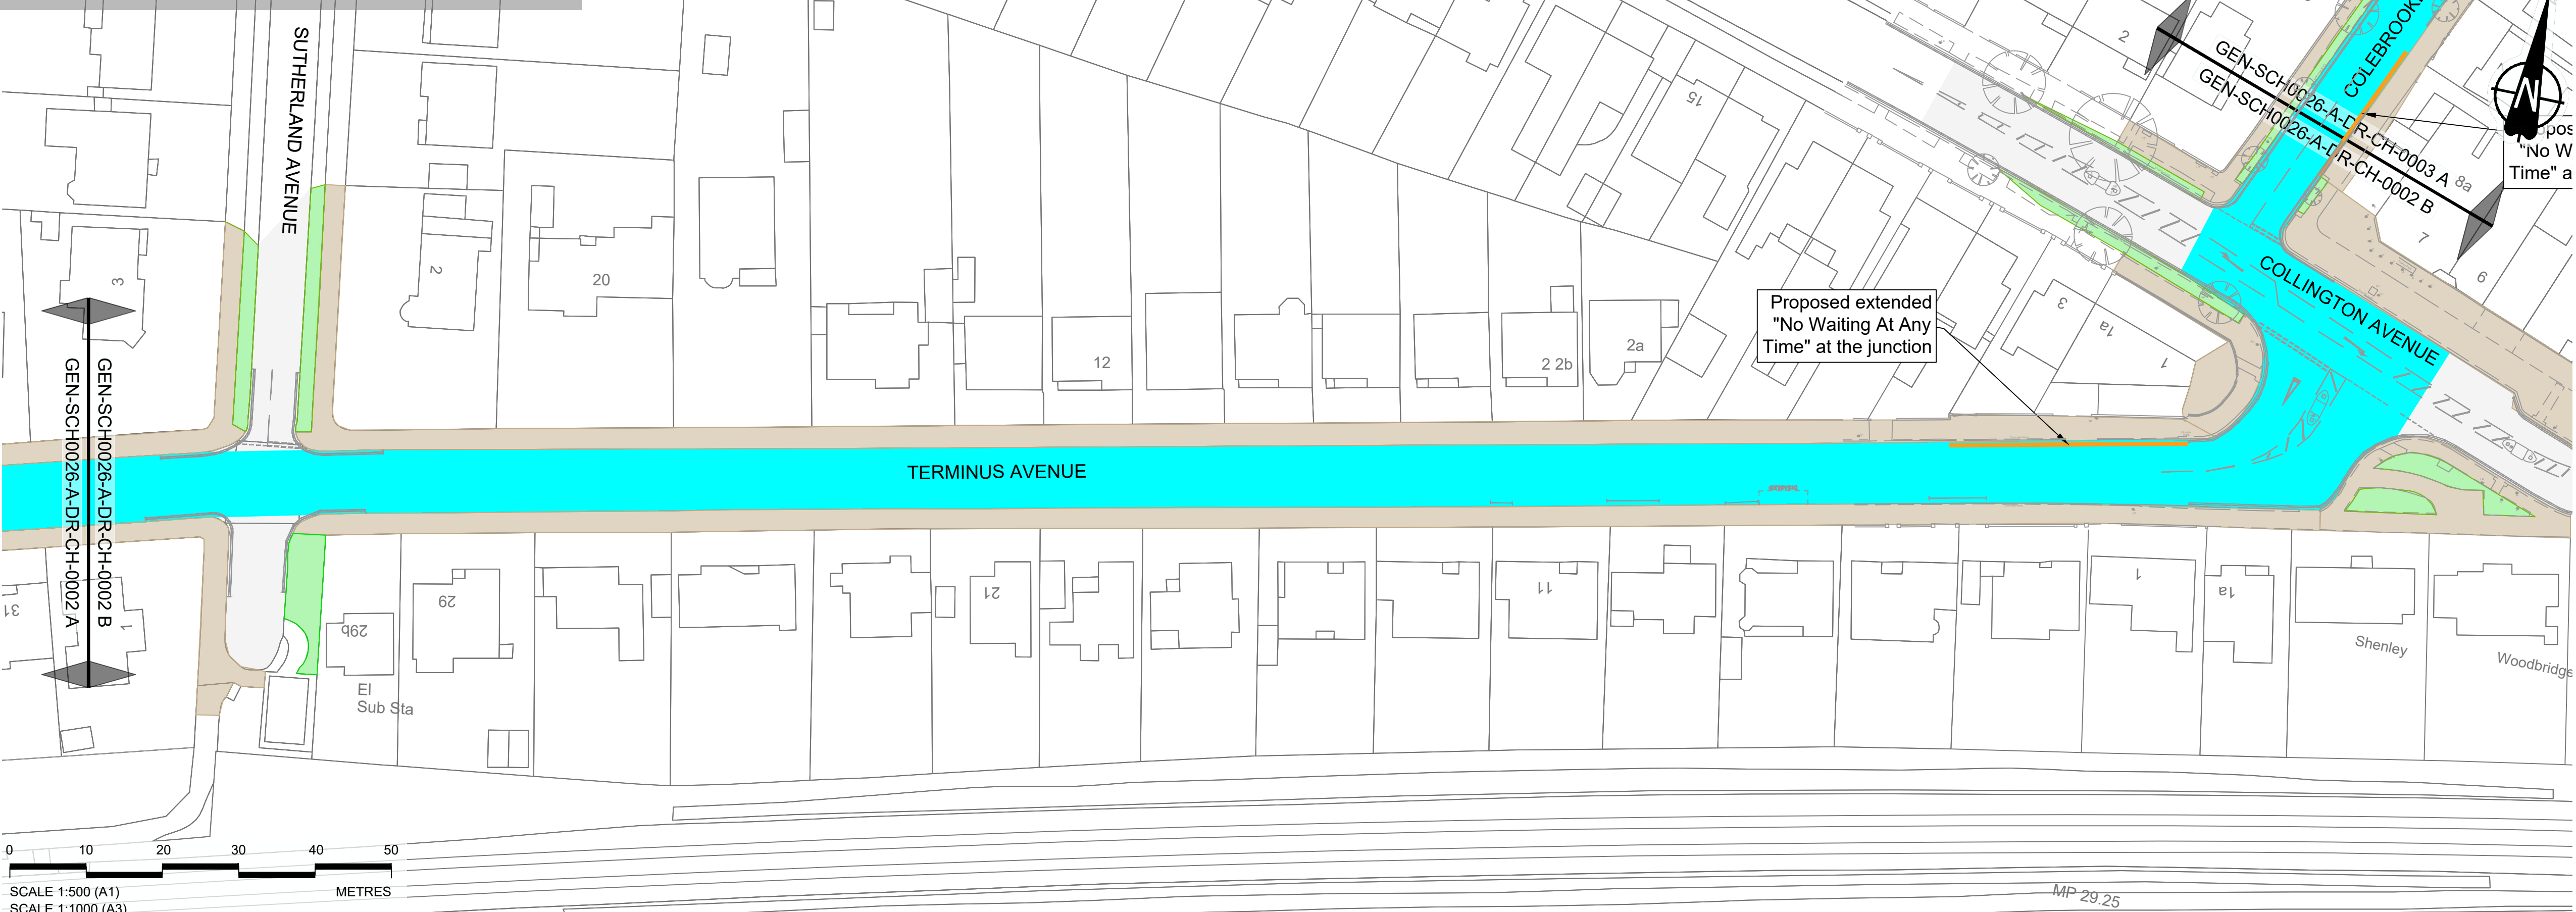 SUTHERLAND AVENUE
2
GEN-SCH0026-A-DR-CH-0003 A
GEN-SCH0026-A-DR-CH-0002 B
N
"No W
Time" a
15
8a
7
6
COLLINGTON AVENUE
3
2
20
12
2 2b
2a
Proposed extended
"No Waiting At Any
Time" at the junction
3
1a
1
GEN-SCH0026-A-DR-CH-0002 B
GEN-SCH0026-A-DR-CH-0002 A
TERMINUS AVENUE
31
1
29b
29
21
11
1
1a
Shenley
Woodbridge
El
Sub Sta
0 10 20 30 40 50
SCALE 1:500 (A1) METRES
SCALE 1:1000 (A3)
MP 29.25